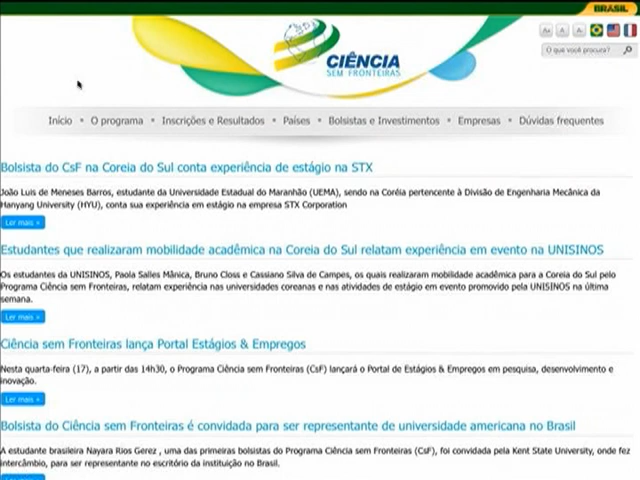 BRASIL
A+ A A-
O que você procura?
CIÊNCIA
SEM FRONTEIRAS
Início • O programa • Inscrições e Resultados • Países • Bolsistas e Investimentos • Empresas • Dúvidas frequentes
Bolsista do CsF na Coreia do Sul conta experiência de estágio na STX
João Luis de Meneses Barros, estudante da Universidade Estadual do Maranhão (UEMA), sendo na Coréia pertencente à Divisão de Engenharia Mecânica da
Hanyang University (HYU), conta sua experiência em estágio na empresa STX Corporation
Ler mais »
Estudantes que realizaram mobilidade acadêmica na Coreia do Sul relatam experiência em evento na UNISINOS
Os estudantes da UNISINOS, Paola Salles Mânica, Bruno Closs e Cassiano Silva de Campes, os quais realizaram mobilidade acadêmica para a Coreia do Sul pelo
Programa Ciência sem Fronteiras, relatam experiência nas universidades coreanas e nas atividades de estágio em evento promovido pela UNISINOS na última
semana.
Ler mais »
Ciência sem Fronteiras lança Portal Estágios & Empregos
Nesta quarta-feira (17), a partir das 14h30, o Programa Ciência sem Fronteiras (CsF) lançará o Portal de Estágios & Empregos em pesquisa, desenvolvimento e
inovação.
Ler mais »
Bolsista do Ciência sem Fronteiras é convidada para ser representante de universidade americana no Brasil
A estudante brasileira Nayara Rios Gerez , uma das primeiras bolsistas do Programa Ciência sem Fronteiras (CsF), foi convidada pela Kent State University, onde fez
intercâmbio, para ser representante no escritório da instituição no Brasil.